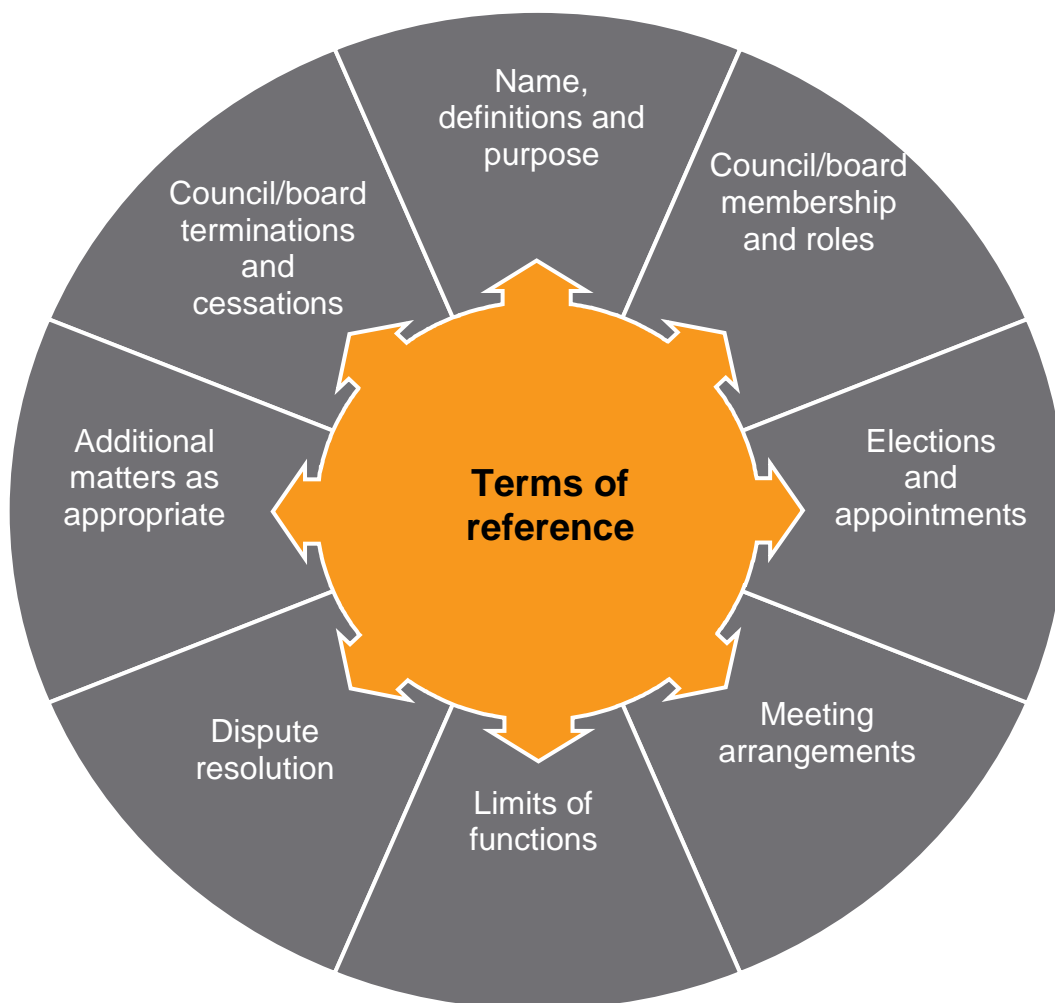 Name,
definitions and
purpose
Council/board
membership
and roles
Elections
and
appointments
Meeting
arrangements
Limits of
functions
Dispute
resolution
Additional
matters as
appropriate
Council/board
terminations
and
cessations
Terms of
reference